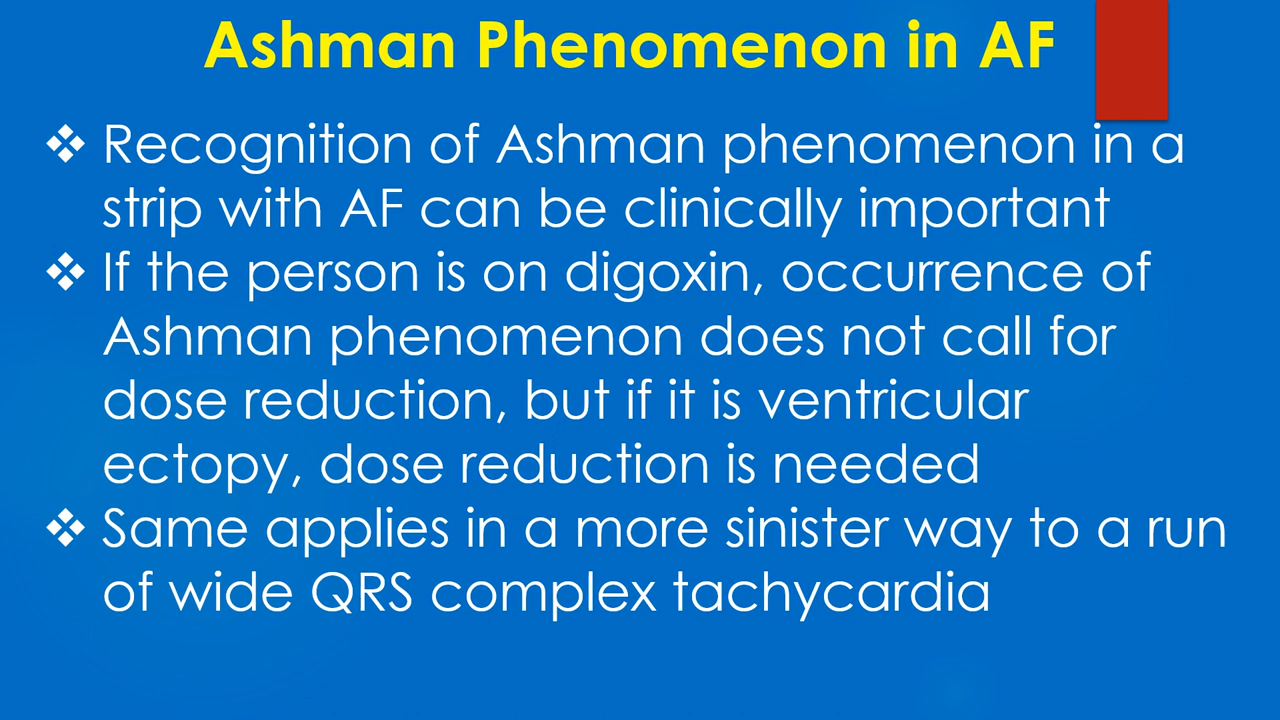 Ashman Phenomenon in AF
❖ Recognition of Ashman phenomenon in a
strip with AF can be clinically important
❖ If the person is on digoxin, occurrence of
Ashman phenomenon does not call for
dose reduction, but if it is ventricular
ectopy, dose reduction is needed
❖ Same applies in a more sinister way to a run
of wide QRS complex tachycardia